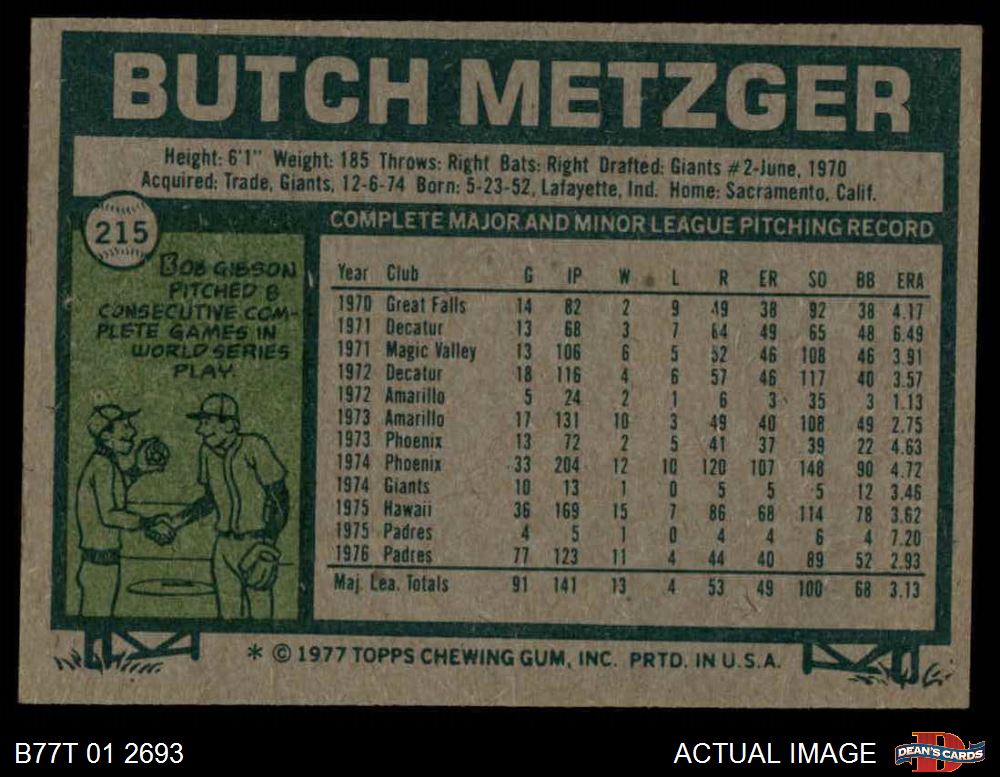 BUTCH METZGER
Height: 6'1" Weight: 185 Throws: Right Bats: Right Drafted: Giants #2-June, 1970
Acquired: Trade, Giants, 12-6-74 Born: 5-23-52, Lafayette, Ind. Home: Sacramento, Calif.
215
BOB GIBSON
PITCHED 8
CONSECUTIVE COM-
PLETE GAMES IN
WORLD SERIES
PLAY.
COMPLETE MAJOR AND MINOR LEAGUE PITCHING RECORD
Year Club G IP W L R ER SO BB ERA
1970 Great Falls 14 82 2 9 49 38 92 38 4.17
1971 Decatur 13 68 3 7 64 49 65 48 6.49
1971 Magic Valley 13 106 6 5 52 46 108 46 3.91
1972 Decatur 18 116 4 6 57 46 117 40 3.57
1972 Amarillo 5 24 2 1 6 3 35 3 1.13
1973 Amarillo 17 131 10 3 49 40 108 49 2.75
1973 Phoenix 13 72 2 5 41 37 39 22 4.63
1974 Phoenix 33 204 12 10 120 107 148 90 4.72
1974 Giants 10 13 1 0 5 5 5 12 3.46
1975 Hawaii 36 169 15 7 86 68 114 78 3.62
1975 Padres 4 5 1 0 4 4 6 4 7.20
1976 Padres 77 123 11 4 44 40 89 52 2.93
Maj. Lea. Totals 91 141 13 4 53 49 100 68 3.13
* © 1977 TOPPS CHEWING GUM, INC. PRTD. IN U.S.A.
B77T 01 2693
ACTUAL IMAGE
D
DEAN'S CARDS